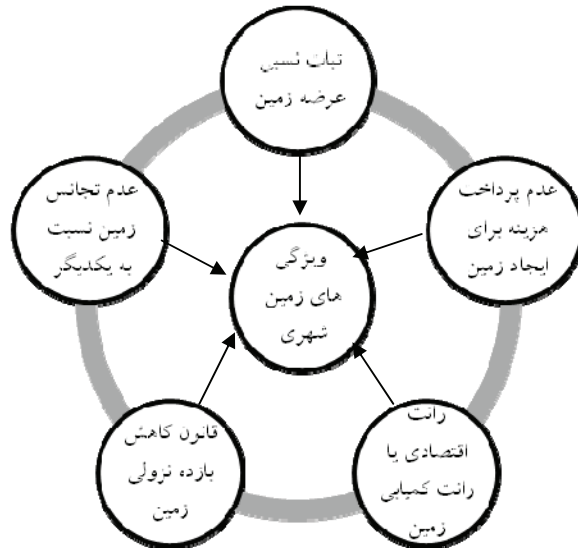 ثبات نسبی
عرضه زمین
عدم پرداخت
هزینه برای
ایجاد زمین
رانت
اقتصادی یا
رانت کمیابی
زمین
قانون کاهش
بازده نزولی
زمین
عدم تجانس
زمین نسبت
به یکدیگر
ویژگی
های زمین
شهری